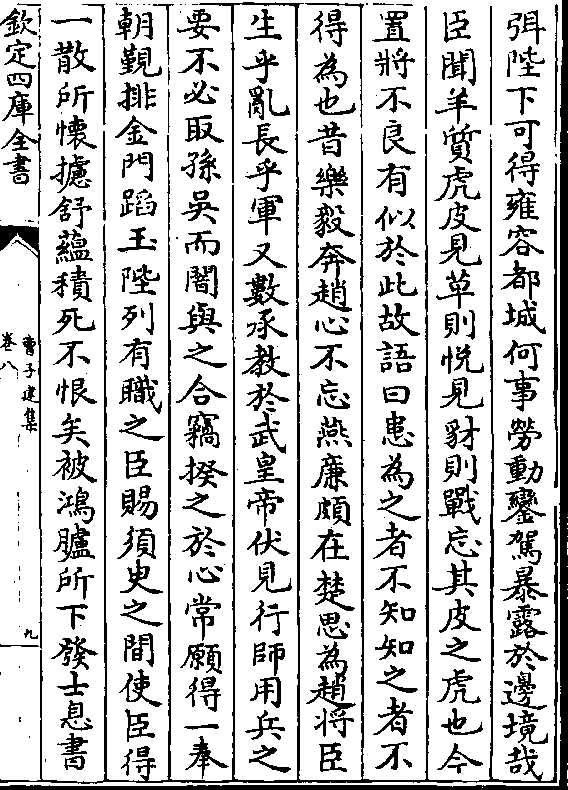 弭陛下可得雍容都城何事勞動鑾駕暴露於邊境哉
臣聞羊質虎皮見草則悅見豺則戰忘其皮之虎也今
置將不良有似於此故語曰患為之者不知知之者不
得為也昔樂毅奔趙心不忘燕廉頗在楚思為趙將臣
生乎亂長乎軍又數承教於武皇帝伏見行師用兵之
要不必取孫吳而闇與之合竊揆之於心常願得一奉
朝覲排金門蹈玉陛列有職之臣賜須臾之間使臣得
一散所懷攄舒蘊積死不恨矣被鴻臚所下發士息書
欽定四庫全書
曹子建集
卷八
九